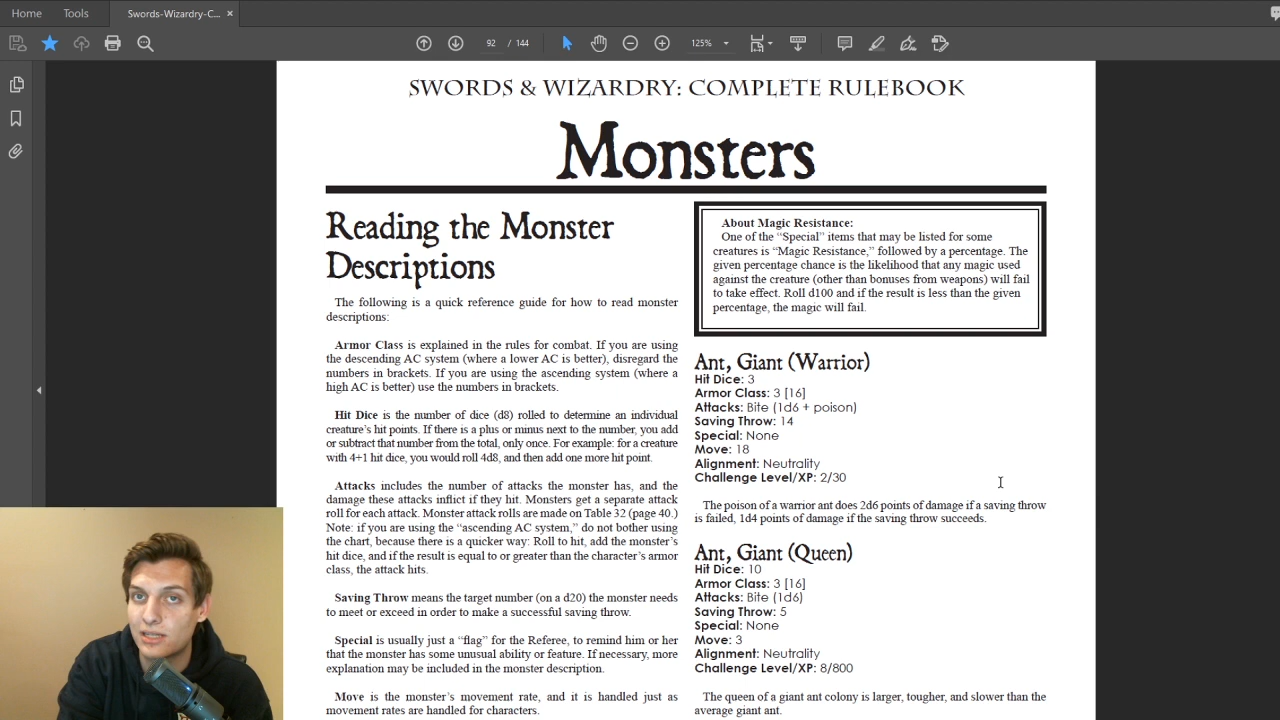 Home
Tools
Swords-Wizardry-C... ×
92 / 144
125%
SWORDS & WIZARDRY: COMPLETE RULEBOOK
Monsters
Reading the Monster
Descriptions
The following is a quick reference guide for how to read monster
descriptions:
Armor Class is explained in the rules for combat. If you are using
the descending AC system (where a lower AC is better), disregard the
numbers in brackets. If you are using the ascending system (where a
high AC is better) use the numbers in brackets.
Hit Dice is the number of dice (d8) rolled to determine an individual
creature's hit points. If there is a plus or minus next to the number, you add
or subtract that number from the total, only once. For example: for a creature
with 4+1 hit dice, you would roll 4d8, and then add one more hit point.
Attacks includes the number of attacks the monster has, and the
damage these attacks inflict if they hit. Monsters get a separate attack
roll for each attack. Monster attack rolls are made on Table 32 (page 40.)
Note: if you are using the “ascending AC system,” do not bother using
the chart, because there is a quicker way: Roll to hit, add the monster's
hit dice, and if the result is equal to or greater than the character's armor
class, the attack hits.
Saving Throw means the target number (on a d20) the monster needs
to meet or exceed in order to make a successful saving throw.
Special is usually just a “flag” for the Referee, to remind him or her
that the monster has some unusual ability or feature. If necessary, more
explanation may be included in the monster description.
Move is the monster's movement rate, and it is handled just as
movement rates are handled for characters.
About Magic Resistance:
One of the “Special” items that may be listed for some
creatures is “Magic Resistance,” followed by a percentage. The
given percentage chance is the likelihood that any magic used
against the creature (other than bonuses from weapons) will fail
to take effect. Roll d100 and if the result is less than the given
percentage, the magic will fail.
Ant, Giant (Warrior)
Hit Dice: 3
Armor Class: 3 [16]
Attacks: Bite (1d6 + poison)
Saving Throw: 14
Special: None
Move: 18
Alignment: Neutrality
Challenge Level/XP: 2/30
The poison of a warrior ant does 2d6 points of damage if a saving throw
is failed, 1d4 points of damage if the saving throw succeeds.
Ant, Giant (Queen)
Hit Dice: 10
Armor Class: 3 [16]
Attacks: Bite (1d6)
Saving Throw: 5
Special: None
Move: 3
Alignment: Neutrality
Challenge Level/XP: 8/800
The queen of a giant ant colony is larger, tougher, and slower than the
average giant ant.